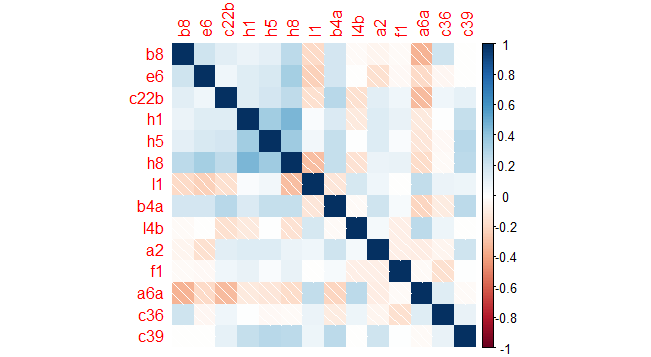 b8 e6 c22b h1 h5 h8 l1 b4a l4b a2 f1 a6a c36 c39
b8
e6
c22b
h1
h5
h8
l1
b4a
l4b
a2
f1
a6a
c36
c39
1
0.8
0.6
0.4
0.2
0
-0.2
-0.4
-0.6
-0.8
-1